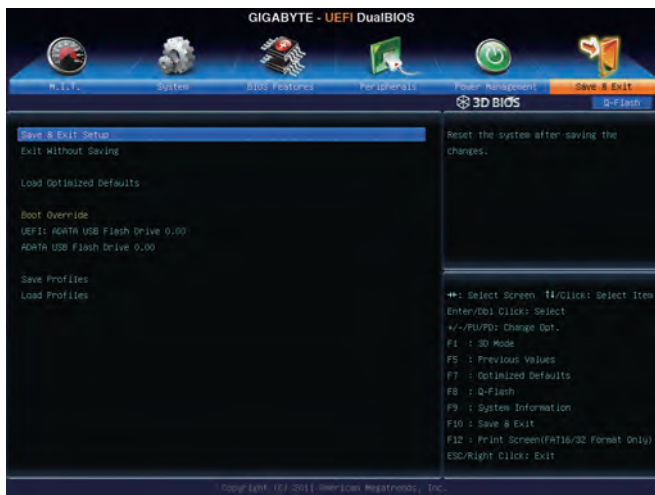 GIGABYTE - UEFI DualBIOS
M.I.T.
System
BIOS Features
Peripherals
Power Management
Save & Exit
3D BIOS
Q-Flash
Save & Exit Setup
Exit Without Saving
Load Optimized Defaults
Boot Override
UEFI: ADATA USB Flash Drive 0.00
ADATA USB Flash Drive 0.00
Save Profiles
Load Profiles
Reset the system after saving the
changes.
↔: Select Screen ↑↓/Click: Select Item
Enter/Dbl Click: Select
+/-/PU/PD: Change Opt.
F1 : 3D Mode
F5 : Previous Values
F7 : Optimized Defaults
F8 : Q-Flash
F9 : System Information
F10 : Save & Exit
F12 : Print Screen(FAT16/32 Format Only)
ESC/Right Click: Exit
Copyright (C) 2011 American Megatrends, Inc.